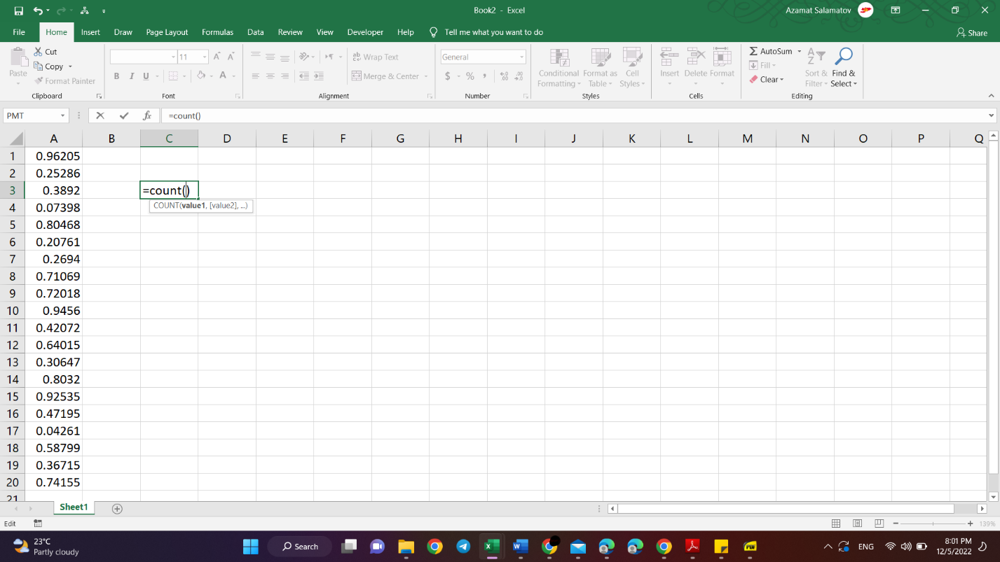 Book2 - Excel
Azamat Salamatov
File Home Insert Draw Page Layout Formulas Data Review View Developer Help Tell me what you want to do Share
Paste
Cut
Copy
Format Painter
Clipboard
11
B I U
Font
Wrap Text
Merge & Center
Alignment
General
$ %
Number
Conditional Formatting
Format as Table
Cell Styles
Styles
Insert Delete Format
Cells
AutoSum
Fill
Clear
Sort & Filter
Find & Select
Editing
PMT
fx
=count()
A B C D E F G H I J K L M N O P Q
1 0.96205
2 0.25286
3 0.3892 =count()
COUNT(value1, [value2], ...)
4 0.07398
5 0.80468
6 0.20761
7 0.2694
8 0.71069
9 0.72018
10 0.9456
11 0.42072
12 0.64015
13 0.30647
14 0.8032
15 0.92535
16 0.47195
17 0.04261
18 0.58799
19 0.36715
20 0.74155
21
Sheet1
Edit
139%
23°C
Partly cloudy
Search
PDF
ENG
8:01 PM
12/5/2022